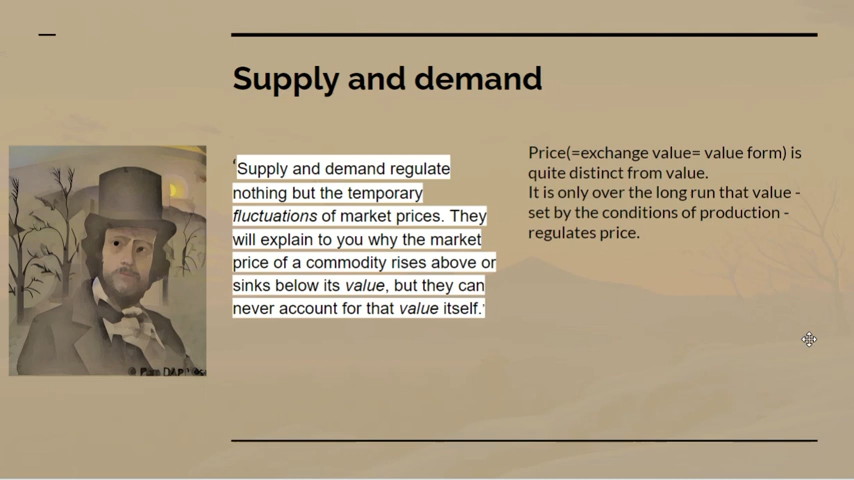 Supply and demand
‘Supply and demand regulate
nothing but the temporary
fluctuations of market prices. They
will explain to you why the market
price of a commodity rises above or
sinks below its value, but they can
never account for that value itself.’
Price(=exchange value= value form) is
quite distinct from value.
It is only over the long run that value -
set by the conditions of production -
regulates price.